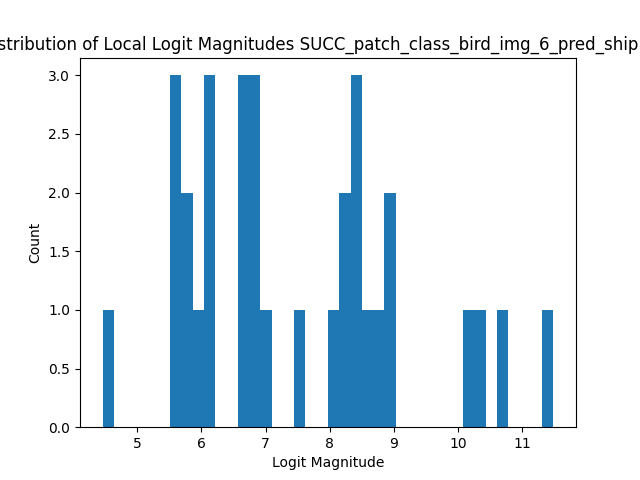 stribution of Local Logit Magnitudes SUCC_patch_class_bird_img_6_pred_ship
3.0
2.5
2.0
1.5
1.0
0.5
0.0
Count
5 6 7 8 9 10 11
Logit Magnitude